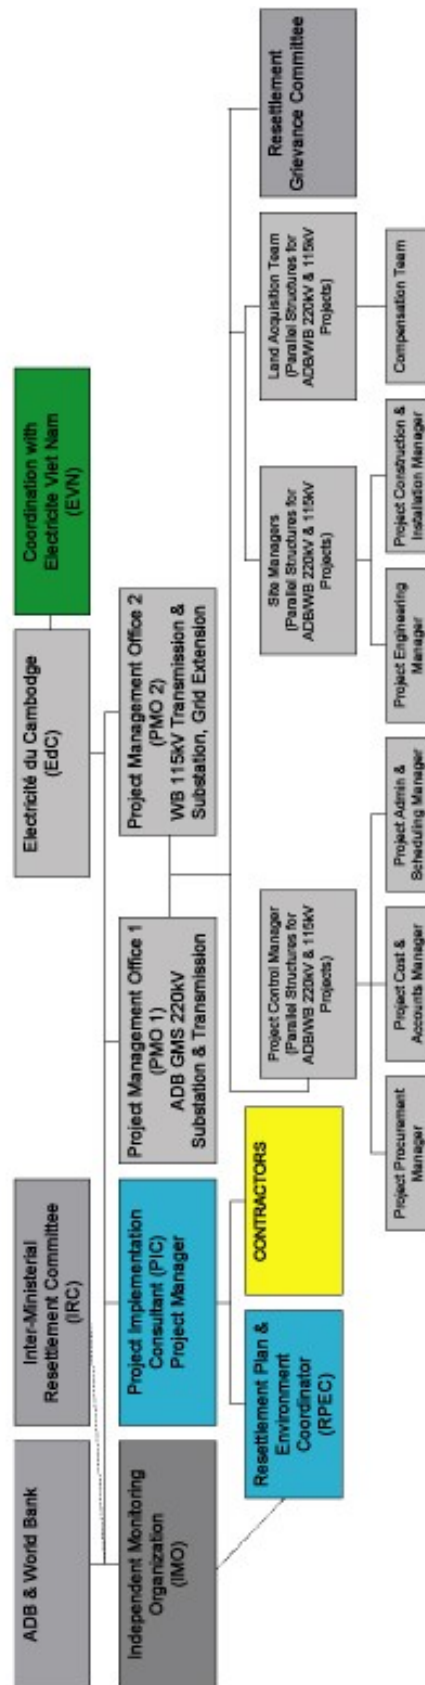 ADB & World Bank
Inter-Ministerial
Resettlement Committee
(IRC)
Electricité du Cambodge
(EdC)
Coordination with
Electricite Viet Nam
(EVN)
Independent Monitoring
Organization
(IMO)
Project Implementation
Consultant (PIC)
Project Manager
Project Management Office 1
(PMO 1)
ADB GMS 220kV
Substation & Transmission
Project Management Office 2
(PMO 2)
WB 115kV Transmission &
Substation, Grid Extension
Resettlement Plan &
Environment
Coordinator
(RPEC)
CONTRACTORS
Project Control Manager
(Parallel Structures for
ADB/WB 220kV & 115kV
Projects)
Site Managers
(Parallel Structures for
ADB/WB 220kV & 115kV
Projects)
Land Acquisition Team
(Parallel Structures for
ADB/WB 220kV & 115kV
Projects)
Resettlement
Grievance Committee
Project Procurement
Manager
Project Cost &
Accounts Manager
Project Admin &
Scheduling Manager
Project Engineering
Manager
Project Construction &
Installation Manager
Compensation Team